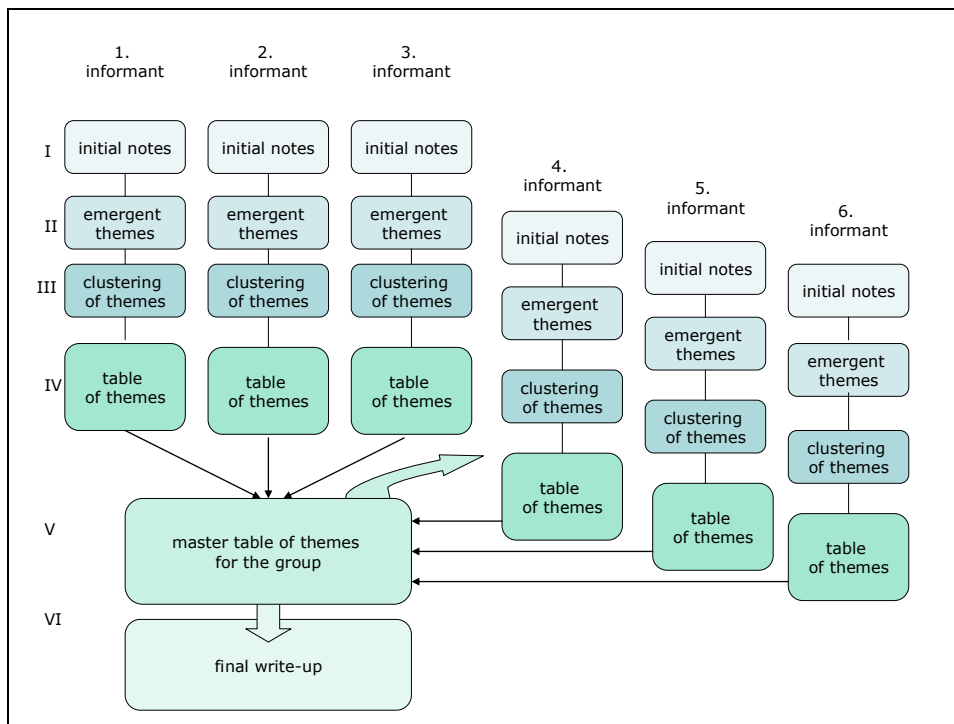 1.
informant
2.
informant
3.
informant
I
initial notes
initial notes
initial notes
II
emergent
themes
emergent
themes
emergent
themes
III
clustering
of themes
clustering
of themes
clustering
of themes
IV
table
of themes
table
of themes
table
of themes
4.
informant
initial notes
emergent
themes
clustering
of themes
table
of themes
5.
informant
initial notes
emergent
themes
clustering
of themes
table
of themes
6.
informant
initial notes
emergent
themes
clustering
of themes
table
of themes
V
master table of themes
for the group
VI
final write-up